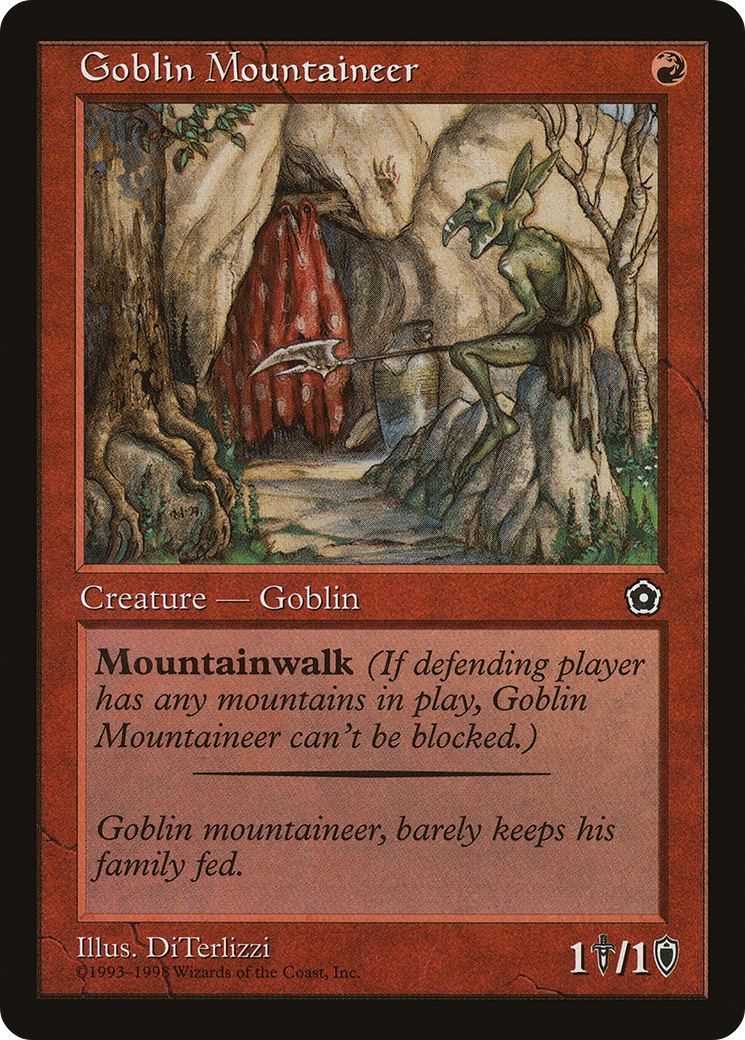 Goblin Mountaineer
Creature — Goblin
Mountainwalk (If defending player
has any mountains in play, Goblin
Mountaineer can't be blocked.)
Goblin mountaineer, barely keeps his
family fed.
Illus. DiTerlizzi
©1993–1998 Wizards of the Coast, Inc.
1/1